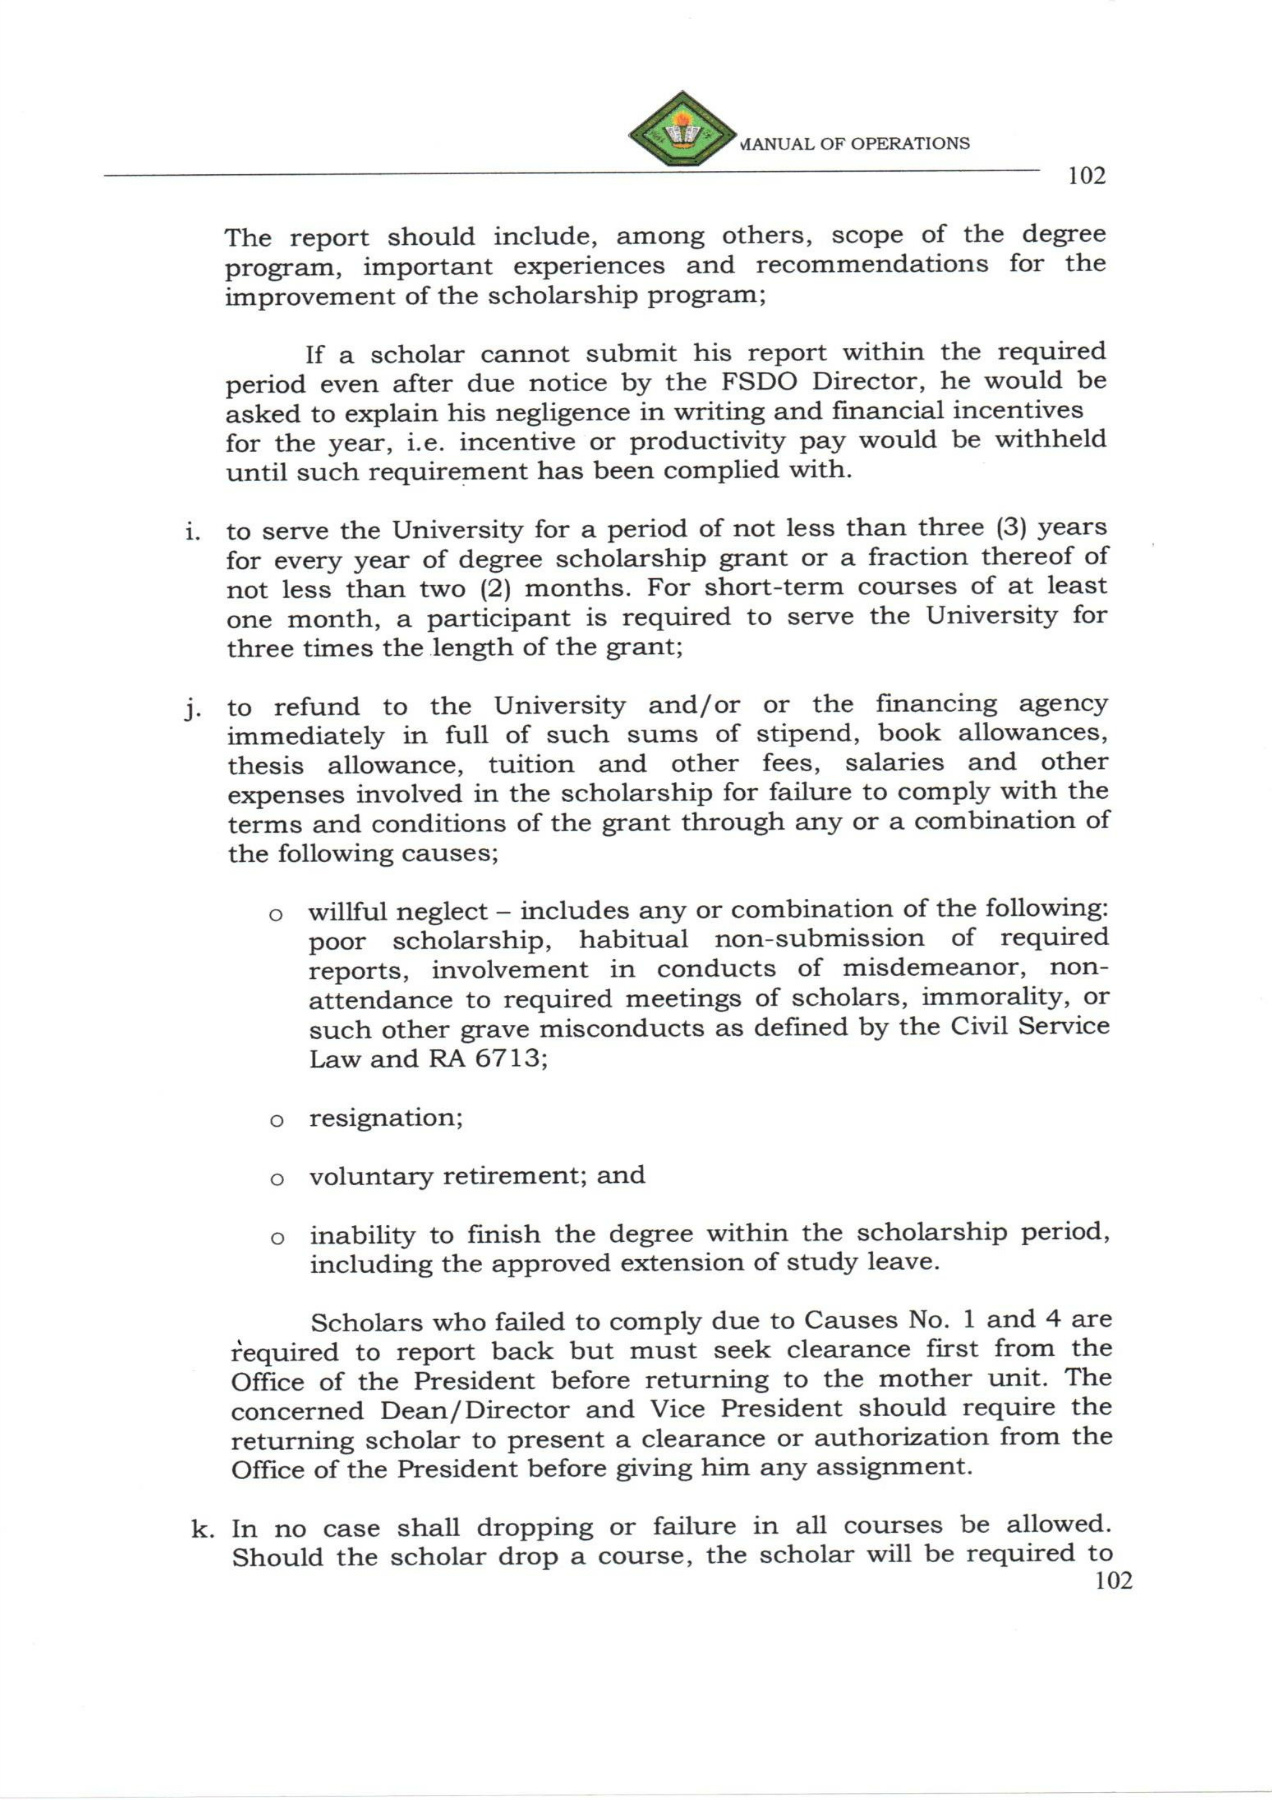 MANUAL OF OPERATIONS
102
The report should include, among others, scope of the degree
program, important experiences and recommendations for the
improvement of the scholarship program;
If a scholar cannot submit his report within the required
period even after due notice by the FSDO Director, he would be
asked to explain his negligence in writing and financial incentives
for the year, i.e. incentive or productivity pay would be withheld
until such requirement has been complied with.
i. to serve the University for a period of not less than three (3) years
for every year of degree scholarship grant or a fraction thereof of
not less than two (2) months. For short-term courses of at least
one month, a participant is required to serve the University for
three times the length of the grant;
j. to refund to the University and/or or the financing agency
immediately in full of such sums of stipend, book allowances,
thesis allowance, tuition and other fees, salaries and other
expenses involved in the scholarship for failure to comply with the
terms and conditions of the grant through any or a combination of
the following causes;
o willful neglect – includes any or combination of the following:
poor scholarship, habitual non-submission of required
reports, involvement in conducts of misdemeanor, non-
attendance to required meetings of scholars, immorality, or
such other grave misconducts as defined by the Civil Service
Law and RA 6713;
o resignation;
o voluntary retirement; and
o inability to finish the degree within the scholarship period,
including the approved extension of study leave.
Scholars who failed to comply due to Causes No. 1 and 4 are
required to report back but must seek clearance first from the
Office of the President before returning to the mother unit. The
concerned Dean/Director and Vice President should require the
returning scholar to present a clearance or authorization from the
Office of the President before giving him any assignment.
k. In no case shall dropping or failure in all courses be allowed.
Should the scholar drop a course, the scholar will be required to
102